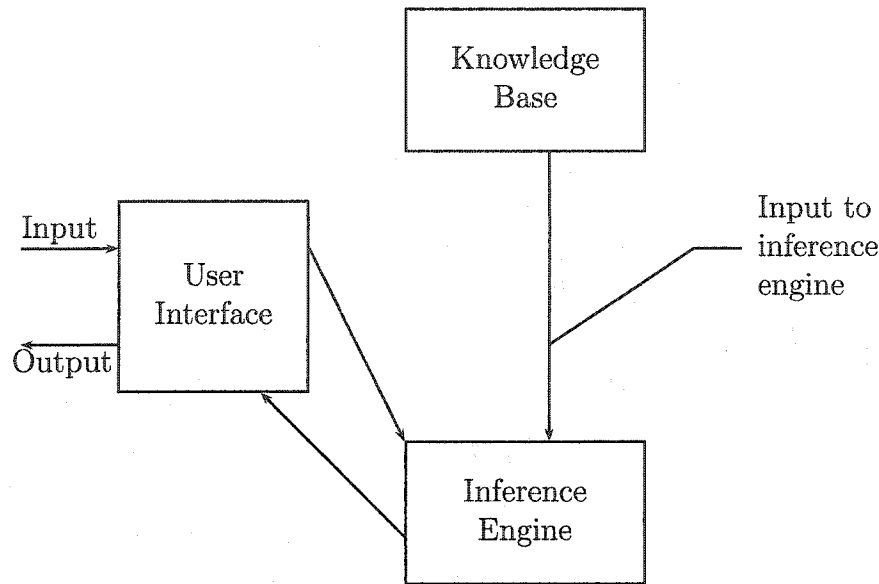 Knowledge
Base
Input
User
Interface
Output
Input to
inference
engine
Inference
Engine